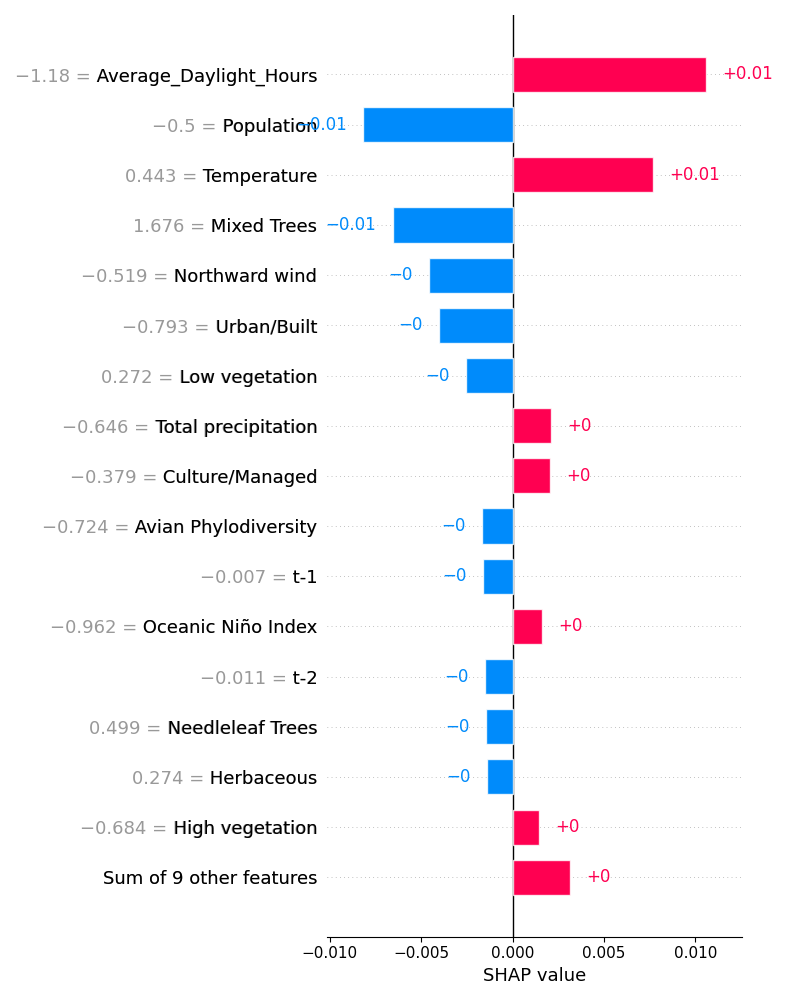 −1.18 = Average_Daylight_Hours +0.01
−0.5 = Population −0.01
0.443 = Temperature +0.01
1.676 = Mixed Trees −0.01
−0.519 = Northward wind −0
−0.793 = Urban/Built −0
0.272 = Low vegetation −0
−0.646 = Total precipitation +0
−0.379 = Culture/Managed +0
−0.724 = Avian Phylodiversity −0
−0.007 = t-1 −0
−0.962 = Oceanic Niño Index +0
−0.011 = t-2 −0
0.499 = Needleleaf Trees −0
0.274 = Herbaceous −0
−0.684 = High vegetation +0
Sum of 9 other features +0
−0.010 −0.005 0.000 0.005 0.010
SHAP value